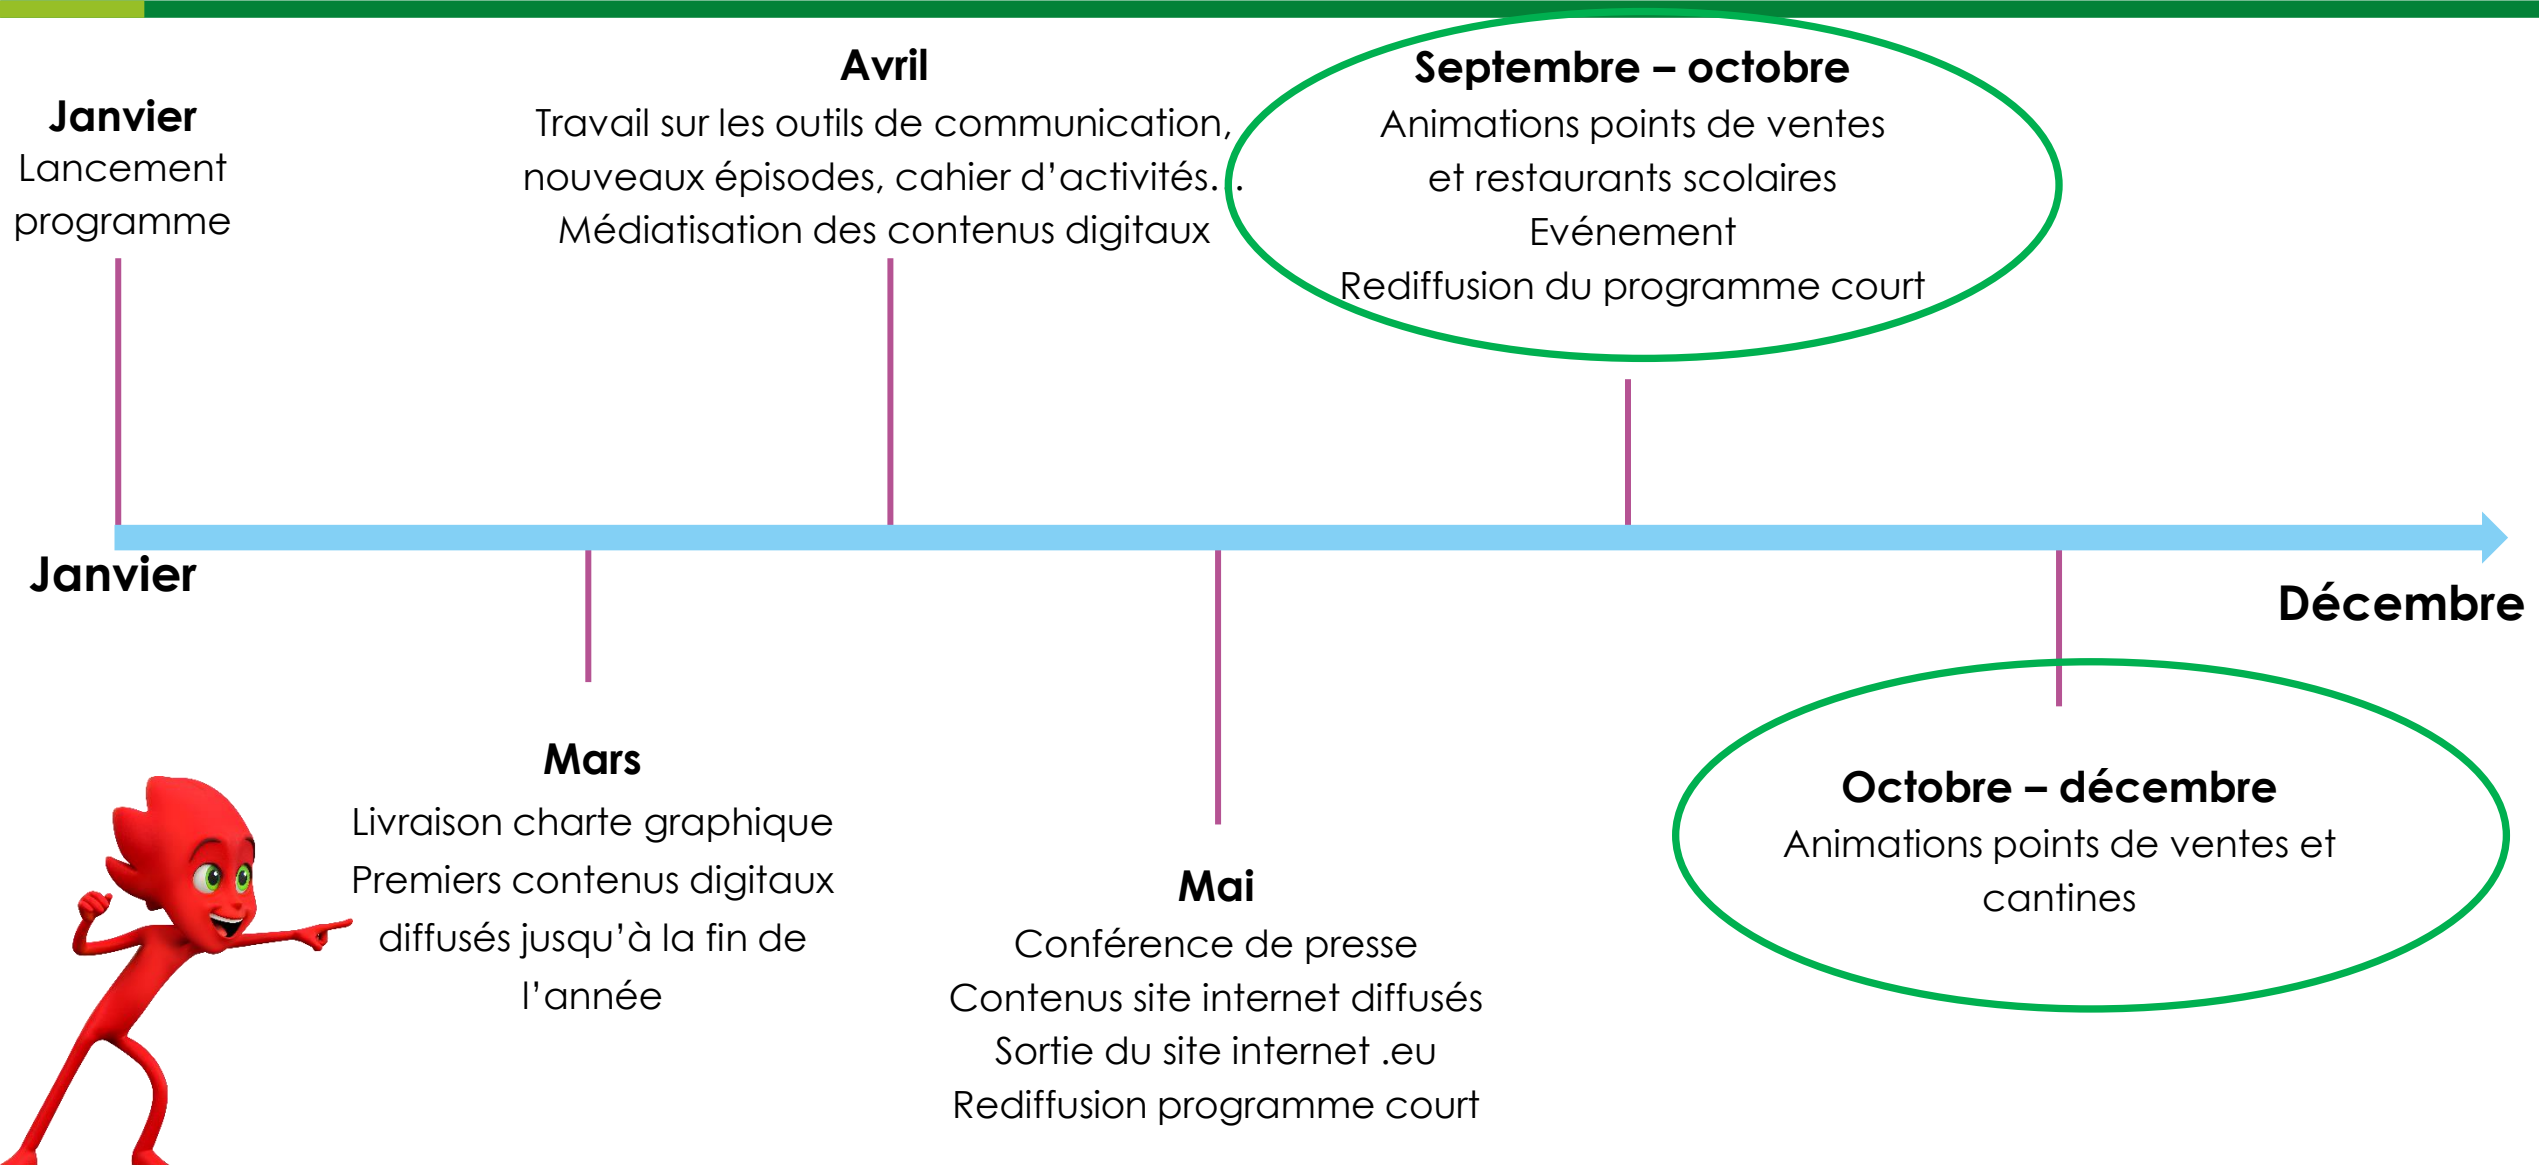 Janvier
Lancement
programme
Avril
Travail sur les outils de communication,
nouveaux épisodes, cahier d’activités…
Médiatisation des contenus digitaux
Septembre – octobre
Animations points de ventes
et restaurants scolaires
Evénement
Rediffusion du programme court
Janvier
Décembre
Mars
Livraison charte graphique
Premiers contenus digitaux
diffusés jusqu’à la fin de
l’année
Mai
Conférence de presse
Contenus site internet diffusés
Sortie du site internet .eu
Rediffusion programme court
Octobre – décembre
Animations points de ventes et
cantines